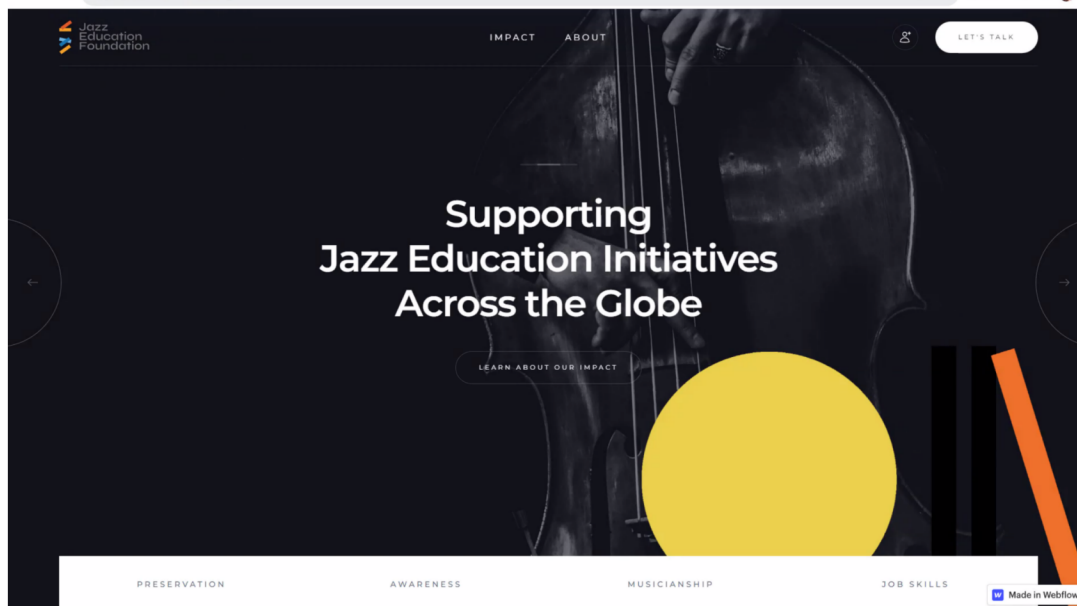 Jazz
Education
Foundation
IMPACT ABOUT
LET'S TALK
Supporting
Jazz Education Initiatives
Across the Globe
LEARN ABOUT OUR IMPACT
PRESERVATION AWARENESS MUSICIANSHIP JOB SKILLS
Made in Webflow